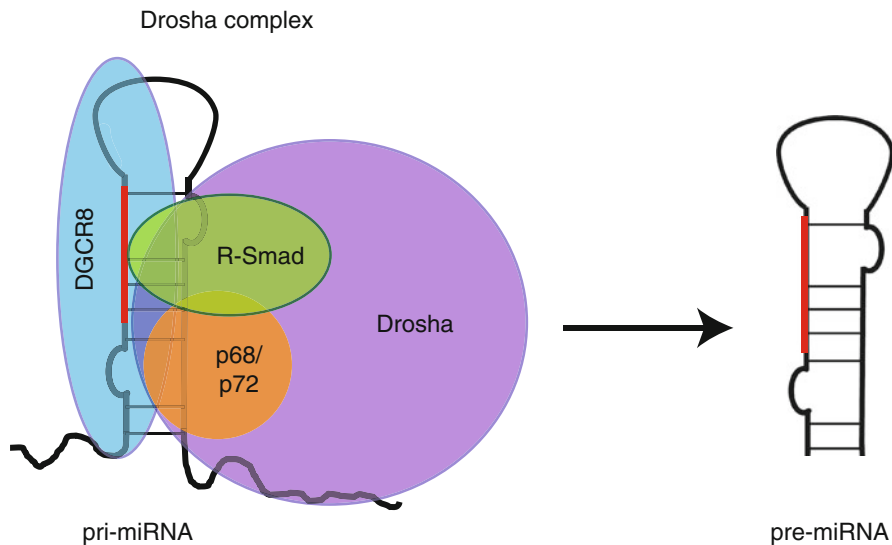 Drosha complex
DGCR8
R-Smad
Drosha
p68/
p72
pri-miRNA
pre-miRNA